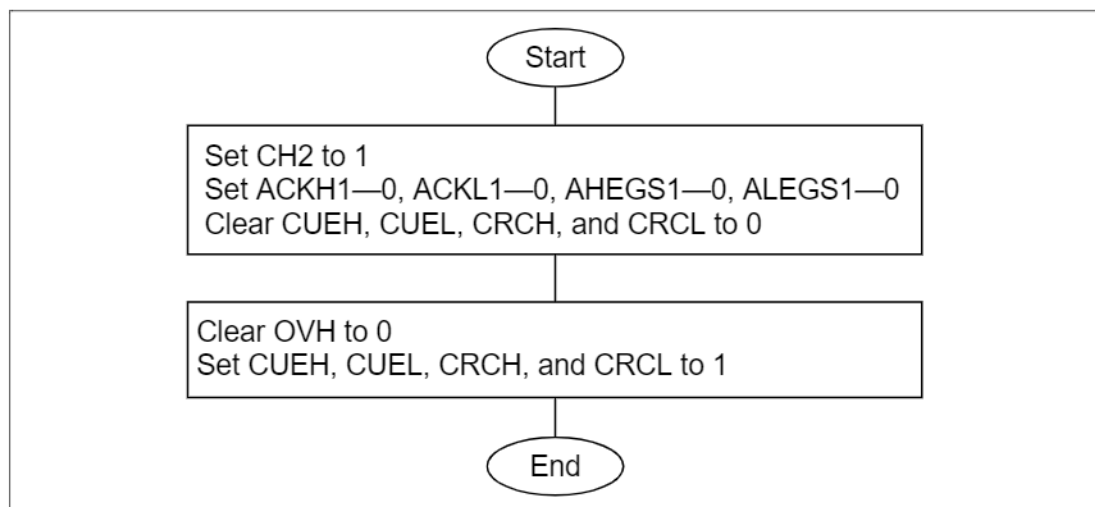 Start
Set CH2 to 1
Set ACKH1—0, ACKL1—0, AHEGS1—0, ALEGS1—0
Clear CUEH, CUEL, CRCH, and CRCL to 0
Clear OVH to 0
Set CUEH, CUEL, CRCH, and CRCL to 1
End